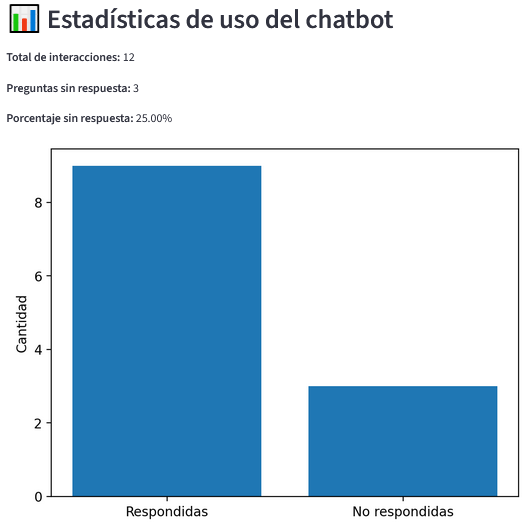 Estadísticas de uso del chatbot
Total de interacciones: 12
Preguntas sin respuesta: 3
Porcentaje sin respuesta: 25.00%
8
6
4
2
0
Cantidad
Respondidas
No respondidas